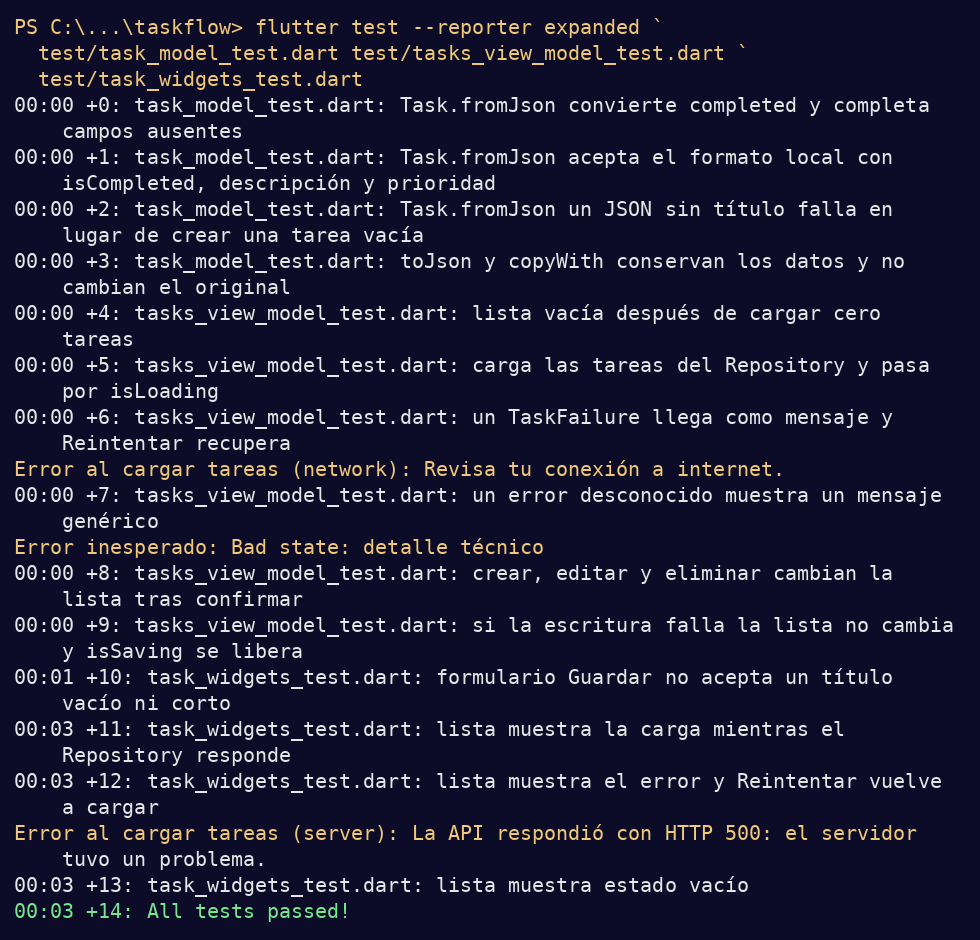 PS C:\...\taskflow> flutter test --reporter expanded `
  test/task_model_test.dart test/tasks_view_model_test.dart `
  test/task_widgets_test.dart
00:00 +0: task_model_test.dart: Task.fromJson convierte completed y completa
    campos ausentes
00:00 +1: task_model_test.dart: Task.fromJson acepta el formato local con
    isCompleted, descripción y prioridad
00:00 +2: task_model_test.dart: Task.fromJson un JSON sin título falla en
    lugar de crear una tarea vacía
00:00 +3: task_model_test.dart: toJson y copyWith conservan los datos y no
    cambian el original
00:00 +4: tasks_view_model_test.dart: lista vacía después de cargar cero
    tareas
00:00 +5: tasks_view_model_test.dart: carga las tareas del Repository y pasa
    por isLoading
00:00 +6: tasks_view_model_test.dart: un TaskFailure llega como mensaje y
    Reintentar recupera
Error al cargar tareas (network): Revisa tu conexión a internet.
00:00 +7: tasks_view_model_test.dart: un error desconocido muestra un mensaje
    genérico
Error inesperado: Bad state: detalle técnico
00:00 +8: tasks_view_model_test.dart: crear, editar y eliminar cambian la
    lista tras confirmar
00:00 +9: tasks_view_model_test.dart: si la escritura falla la lista no cambia
    y isSaving se libera
00:01 +10: task_widgets_test.dart: formulario Guardar no acepta un título
    vacío ni corto
00:03 +11: task_widgets_test.dart: lista muestra la carga mientras el
    Repository responde
00:03 +12: task_widgets_test.dart: lista muestra el error y Reintentar vuelve
    a cargar
Error al cargar tareas (server): La API respondió con HTTP 500: el servidor
    tuvo un problema.
00:03 +13: task_widgets_test.dart: lista muestra estado vacío
00:03 +14: All tests passed!